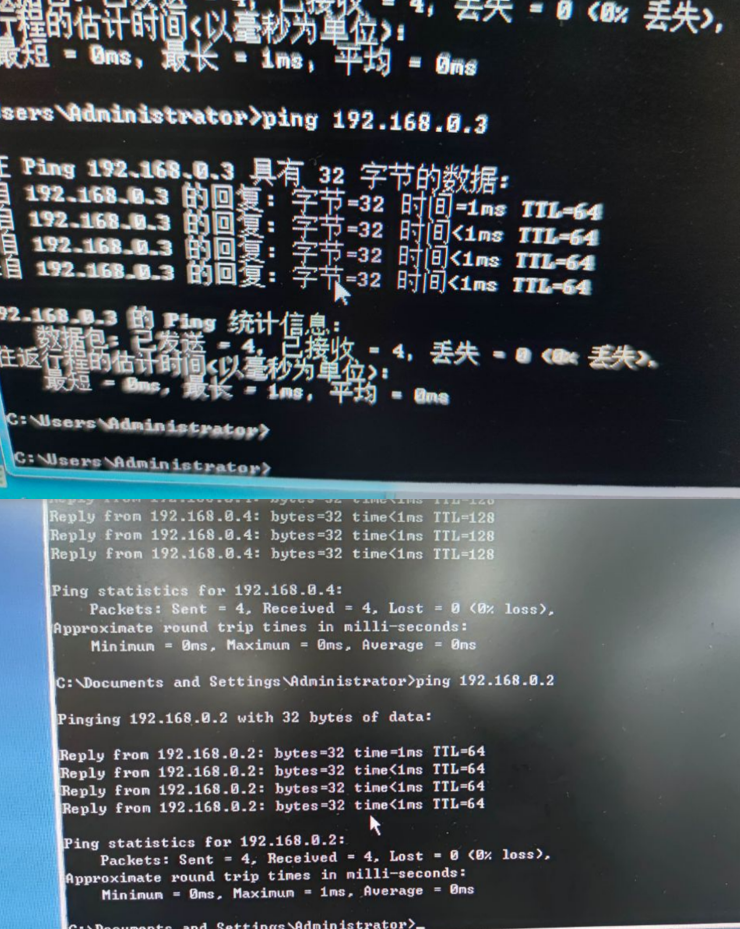 已接收 = 4, 丢失 = 0 (0% 丢失),
行程的估计时间(以毫秒为单位):
最短 = 0ms, 最长 = 1ms, 平均 = 0ms
sers\Administrator>ping 192.168.0.3
Ping 192.168.0.3 具有 32 字节的数据:
自 192.168.0.3 的回复: 字节=32 时间=1ms TTL=64
自 192.168.0.3 的回复: 字节=32 时间<1ms TTL=64
自 192.168.0.3 的回复: 字节=32 时间<1ms TTL=64
自 192.168.0.3 的回复: 字节=32 时间<1ms TTL=64
92.168.0.3 的 Ping 统计信息:
数据包: 已发送 = 4, 已接收 = 4, 丢失 = 0 (0% 丢失),
往返行程的估计时间(以毫秒为单位):
最短 = 0ms, 最长 = 1ms, 平均 = 0ms
C:\Users\Administrator>
C:\Users\Administrator>
Reply from 192.168.0.4: bytes=32 time<1ms TTL=128
Reply from 192.168.0.4: bytes=32 time<1ms TTL=128
Reply from 192.168.0.4: bytes=32 time<1ms TTL=128
Reply from 192.168.0.4: bytes=32 time<1ms TTL=128
Ping statistics for 192.168.0.4:
Packets: Sent = 4, Received = 4, Lost = 0 (0% loss),
Approximate round trip times in milli-seconds:
Minimum = 0ms, Maximum = 0ms, Average = 0ms
C:\Documents and Settings\Administrator>ping 192.168.0.2
Pinging 192.168.0.2 with 32 bytes of data:
Reply from 192.168.0.2: bytes=32 time=1ms TTL=64
Reply from 192.168.0.2: bytes=32 time<1ms TTL=64
Reply from 192.168.0.2: bytes=32 time<1ms TTL=64
Reply from 192.168.0.2: bytes=32 time<1ms TTL=64
Ping statistics for 192.168.0.2:
Packets: Sent = 4, Received = 4, Lost = 0 (0% loss),
Approximate round trip times in milli-seconds:
Minimum = 0ms, Maximum = 1ms, Average = 0ms
C:\Documents and Settings\Administrator>_